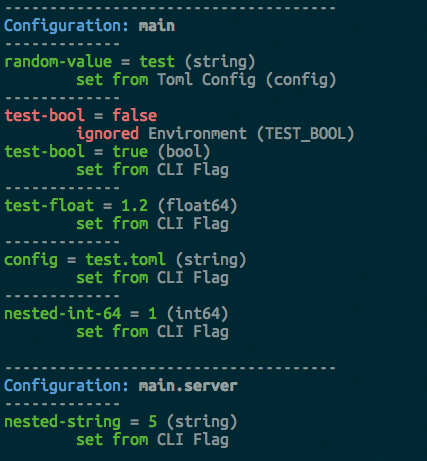 -------------------------------------
Configuration: main
-------------
random-value = test (string)
        set from Toml Config (config)
-------------
test-bool = false
        ignored Environment (TEST_BOOL)
test-bool = true (bool)
        set from CLI Flag
-------------
test-float = 1.2 (float64)
        set from CLI Flag
-------------
config = test.toml (string)
        set from CLI Flag
-------------
nested-int-64 = 1 (int64)
        set from CLI Flag

-------------------------------------
Configuration: main.server
-------------
nested-string = 5 (string)
        set from CLI Flag